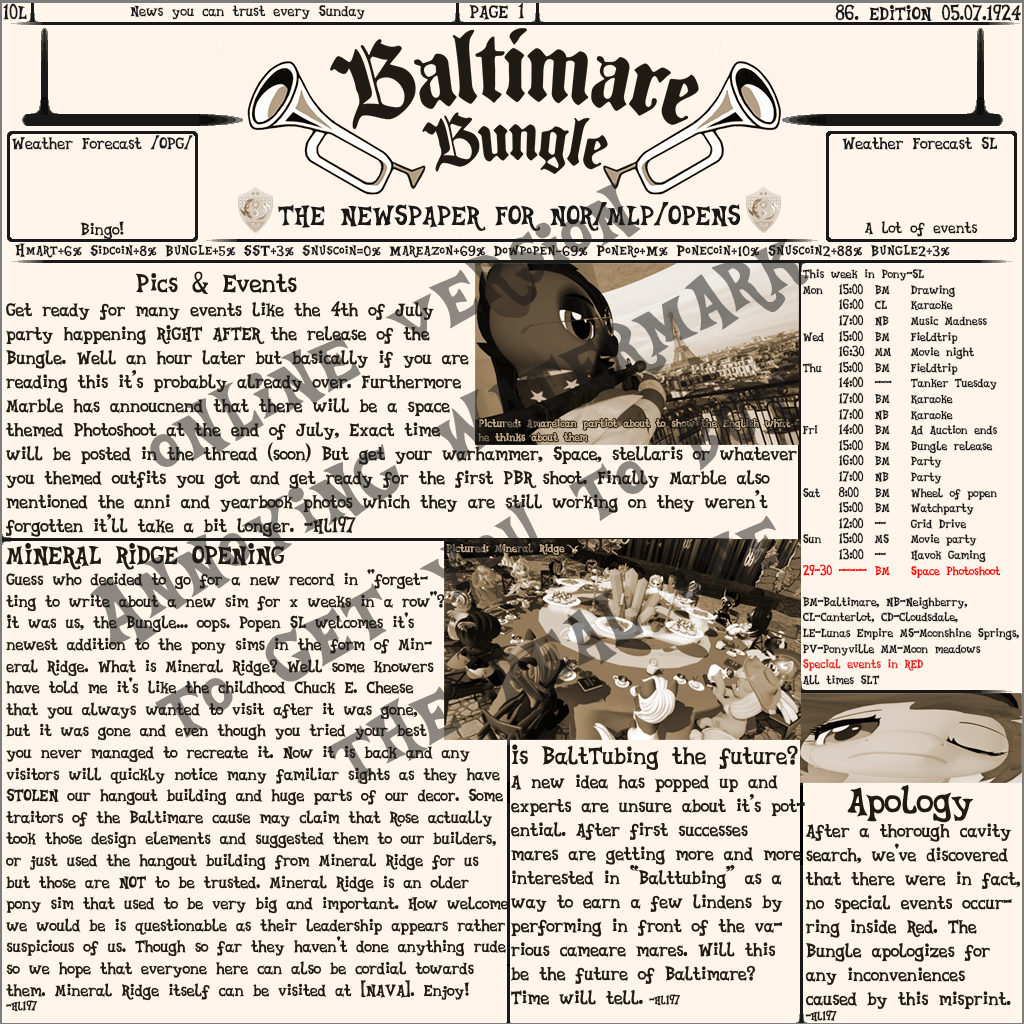 10L
News you can trust every Sunday
PAGE 1
86. EDITION 05.07.1924
Baltimare
Bungle
THE NEWSPAPER FOR NOR/MLP/OPENS
Weather Forecast /OPG/
Bingo!
Weather Forecast SL
A Lot of events
HMART+6% SIDCOIN+8% BUNGLE+5% SST+3% SNUSCOIN=0% MAREAZON+69% DOWPOPEN-69% PONERO+M% PONECOIN+10% SNUSCOIN2+88% BUNGLE2+3%
Pics & Events
Get ready for many events like the 4th of July
party happening RIGHT AFTER the release of the
Bungle. Well an hour later but basically if you are
reading this it's probably already over. Furthermore
Marble has annoucnend that there will be a space
themed Photoshoot at the end of July, Exact time
will be posted in the thread (soon) But get your warhammer, Space, stellaris or whatever
you themed outfits you got and get ready for the first PBR shoot. Finally Marble also
mentioned the anni and yearbook photos which they are still working on they weren't
forgotten it'll take a bit longer. -HL197
Pictured: Amareican partiot about to show the English what
he thinks about them
MINERAL RIDGE OPENING
Guess who decided to go for a new record in "forget-
ting to write about a new sim for x weeks in a row"?
it was us, the Bungle... oops. Popen SL welcomes it's
newest addition to the pony sims in the form of Min-
eral Ridge. What is Mineral Ridge? Well some knowers
have told me it's like the childhood Chuck E. Cheese
that you always wanted to visit after it was gone,
but it was gone and even though you tried your best
you never managed to recreate it. Now it is back and any
visitors will quickly notice many familiar sights as they have
STOLEN our hangout building and huge parts of our decor. Some
traitors of the Baltimare cause may claim that Rose actually
took those design elements and suggested them to our builders,
or just used the hangout building from Mineral Ridge for us
but those are NOT to be trusted. Mineral Ridge is an older
pony sim that used to be very big and important. How welcome
we would be is questionable as their leadership appears rather
suspicious of us. Though so far they haven't done anything rude
so we hope that everyone here can also be cordial towards
them. Mineral Ridge itself can be visited at [NAVA]. Enjoy!
-HL197
Pictured: Mineral Ridge
is BaltTubing the future?
A new idea has popped up and
experts are unsure about it's pot-
ential. After first successes
mares are getting more and more
interested in "Balttubing" as a
way to earn a few lindens by
performing in front of the va-
rious cameare mares. Will this
be the future of Baltimare?
Time will tell. -HL197
This week in Pony-SL
Mon 15:00 BM Drawing
16:00 CL Karaoke
17:00 NB Music Madness
Wed 15:00 BM Fieldtrip
16:30 MM Movie night
Thu 15:00 BM Fieldtrip
14:00 --- Tanker Tuesday
17:00 BM Karaoke
17:00 NB Karaoke
Fri 14:00 BM Ad Auction ends
15:00 BM Bungle release
16:00 BM Party
17:00 NB Party
Sat 8:00 BM Wheel of popen
15:00 BM Watchparty
12:00 -- Grid Drive
Sun 15:00 MS Movie party
13:00 -- Havok Gaming
29-30 ---- BM Space Photoshoot
BM-Baltimare, NB-Neighberry,
CL-Canterlot, CD-Cloudsdale,
LE-Lunas Empire MS-Moonshine Springs,
PV-Ponyville MM-Moon meadows
Special events in RED
All times SLT
Apology
After a thorough cavity
search, we've discovered
that there were in fact,
no special events occur-
ring inside Red. The
Bungle apologizes for
any inconveniences
caused by this misprint.
-HL197
ONLINE VERSION
ANNOYING WATERMARK
TO GET YOU TO BUY
THE REAL